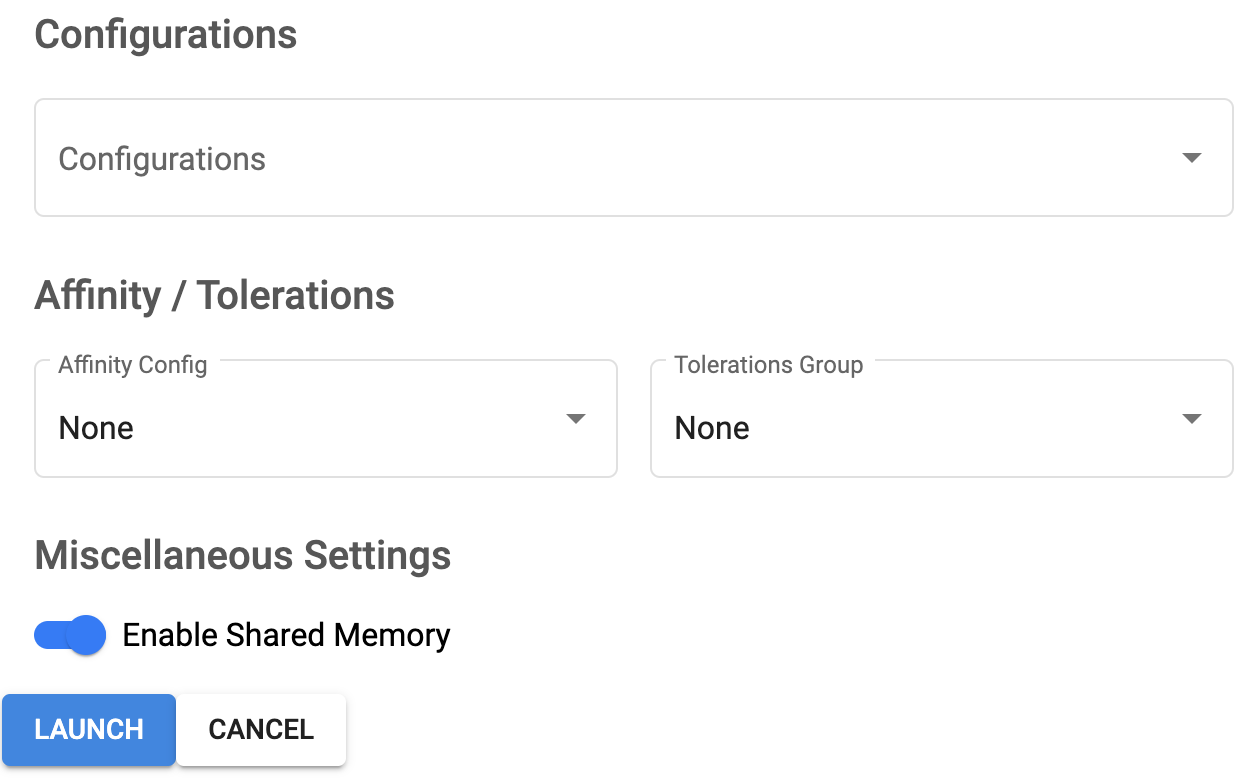 Configurations
Configurations
Affinity / Tolerations
Affinity Config
Tolerations Group
None
None
Miscellaneous Settings
Enable Shared Memory
LAUNCH
CANCEL